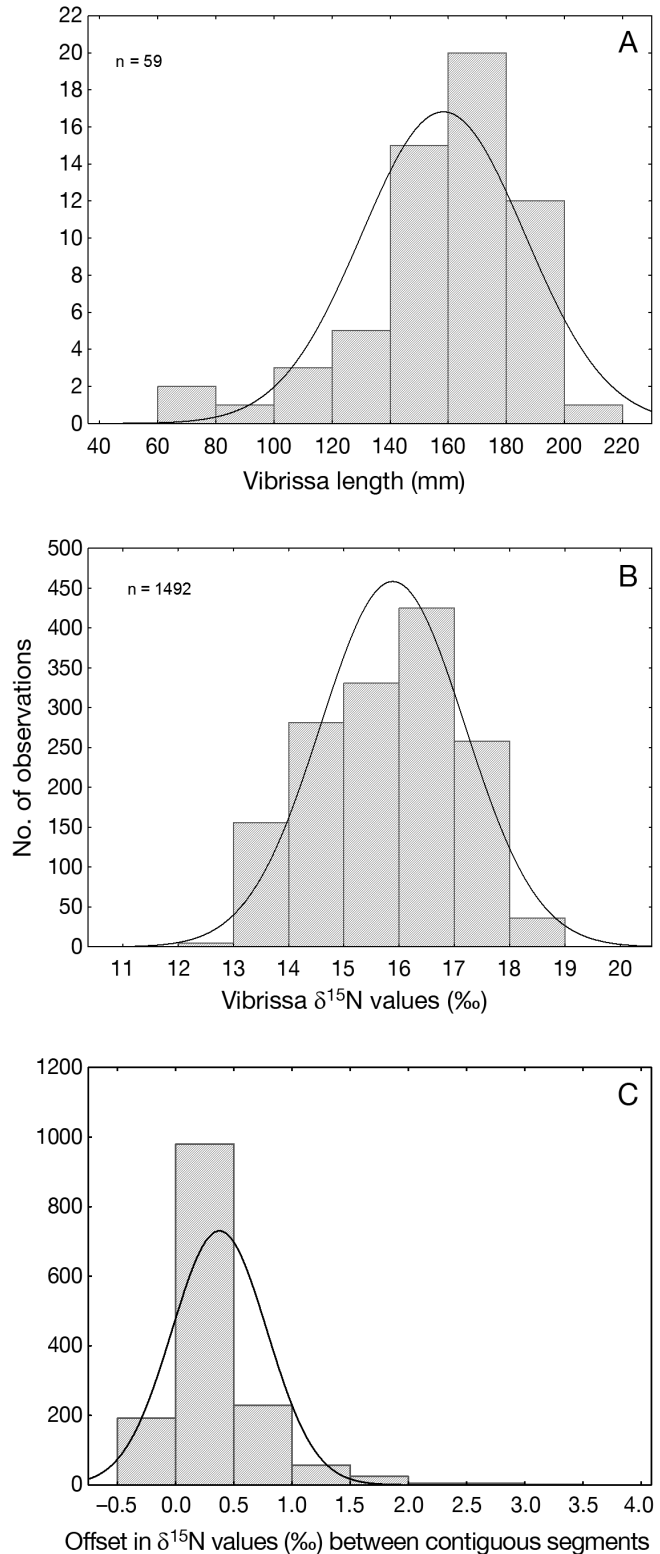 22
A
20
n = 59
18
16
14
12
10
8
6
4
2
0
40 60 80 100 120 140 160 180 200 220
Vibrissa length (mm)
500
B
450
n = 1492
400
350
300
250
200
150
100
50
0
No. of observations
11 12 13 14 15 16 17 18 19 20
Vibrissa δ¹⁵N values (‰)
1200
C
1000
800
600
400
200
0
–0.5 0.0 0.5 1.0 1.5 2.0 2.5 3.0 3.5 4.0
Offset in δ¹⁵N values (‰) between contiguous segments